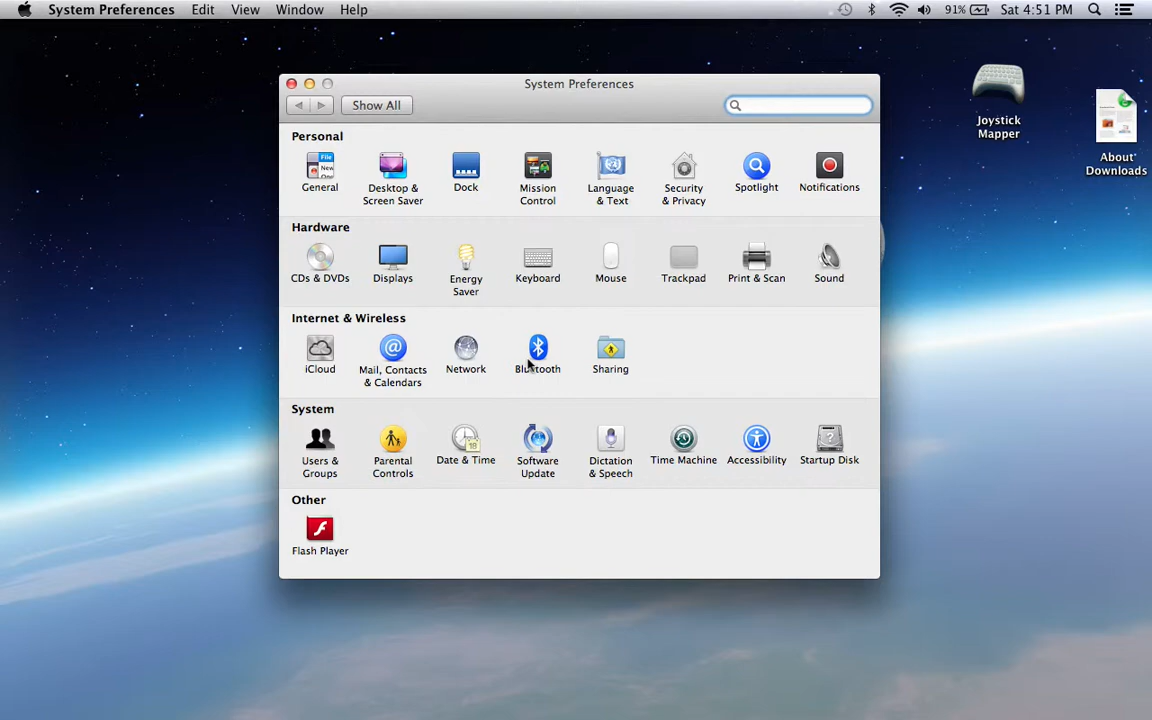 System Preferences Edit View Window Help 91% Sat 4:51 PM
System Preferences
Show All
Personal
General
Desktop &
Screen Saver
Dock
Mission
Control
Language
& Text
Security
& Privacy
Spotlight
Notifications
Hardware
CDs & DVDs
Displays
Energy
Saver
Keyboard
Mouse
Trackpad
Print & Scan
Sound
Internet & Wireless
iCloud
Mail, Contacts
& Calendars
Network
Bluetooth
Sharing
System
Users &
Groups
Parental
Controls
Date & Time
Software
Update
Dictation
& Speech
Time Machine
Accessibility
Startup Disk
Other
Flash Player
Joystick
Mapper
About
Downloads
File
New
18